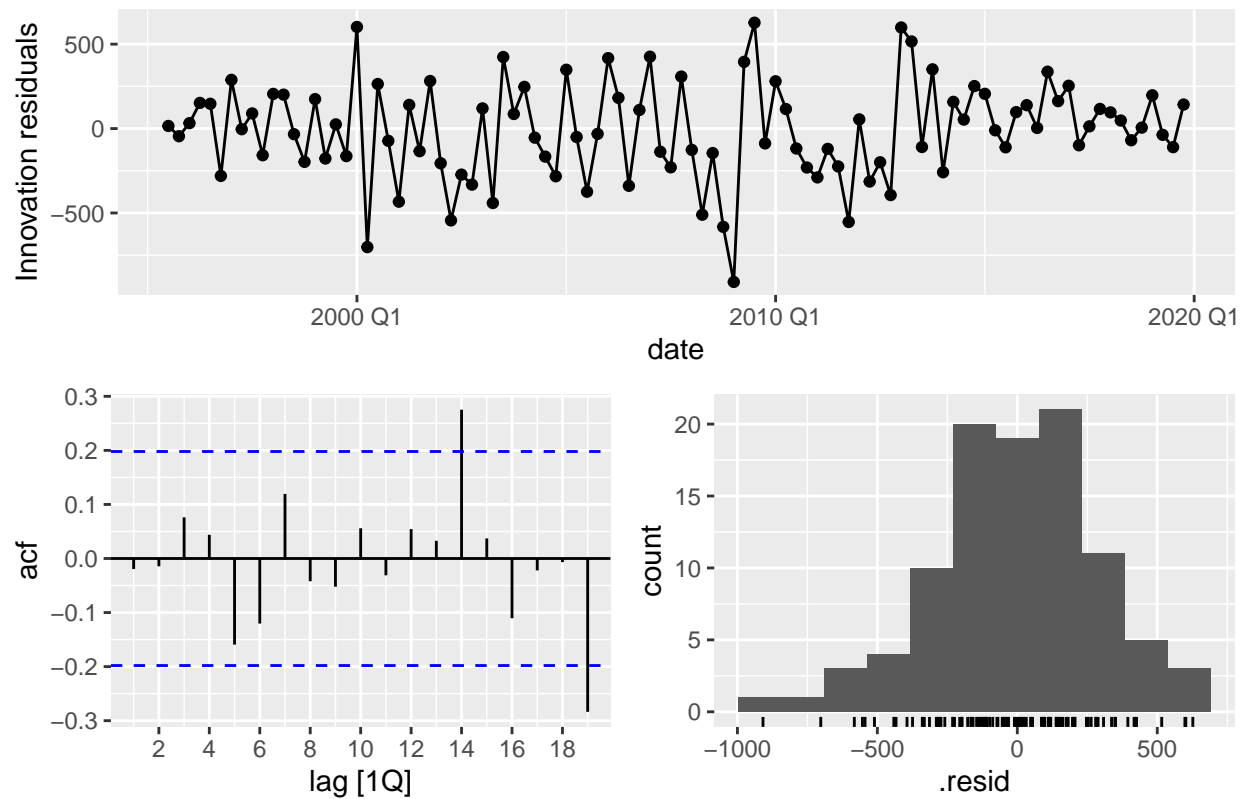 Innovation residuals
500
0
−500
2000 Q1
2010 Q1
2020 Q1
date
acf
0.3
0.2
0.1
0.0
−0.1
−0.2
−0.3
2 4 6 8 10 12 14 16 18
lag [1Q]
count
20
15
10
5
0
−1000 −500 0 500
.resid